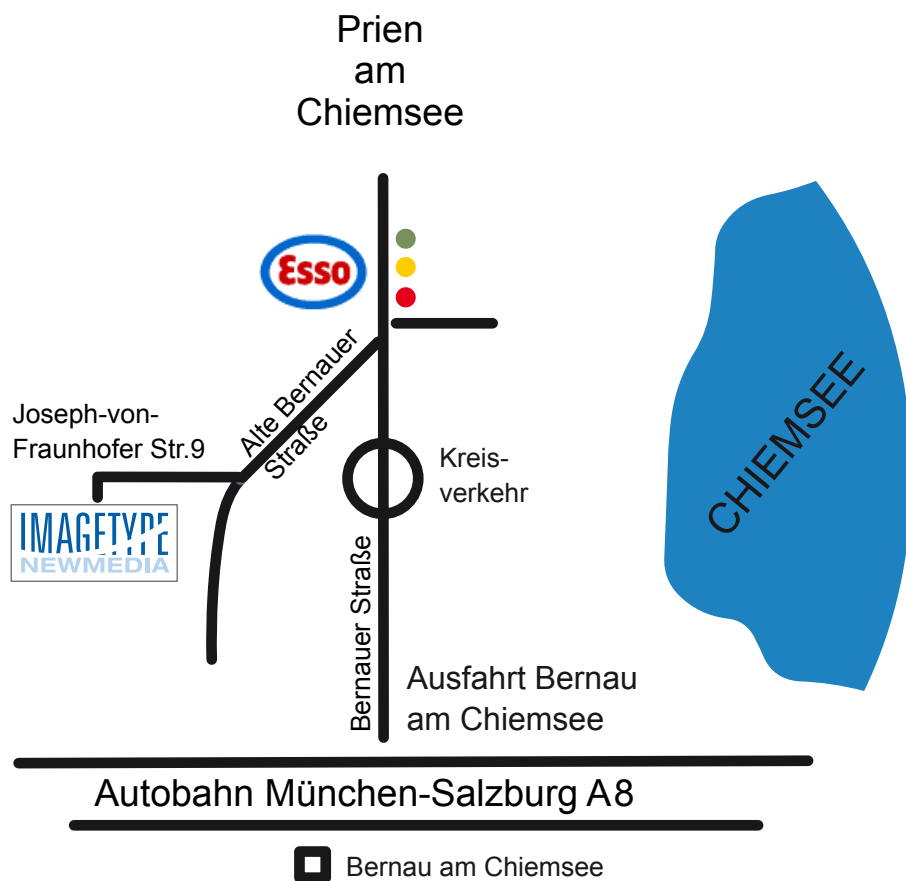 Prien
am
Chiemsee
Esso
Alte Bernauer
Straße
Joseph-von-
Fraunhofer Str.9
Kreis-
verkehr
IMAGETYPE
NEWMEDIA
CHIEMSEE
Bernauer Straße
Ausfahrt Bernau
am Chiemsee
Autobahn München-Salzburg A8
Bernau am Chiemsee